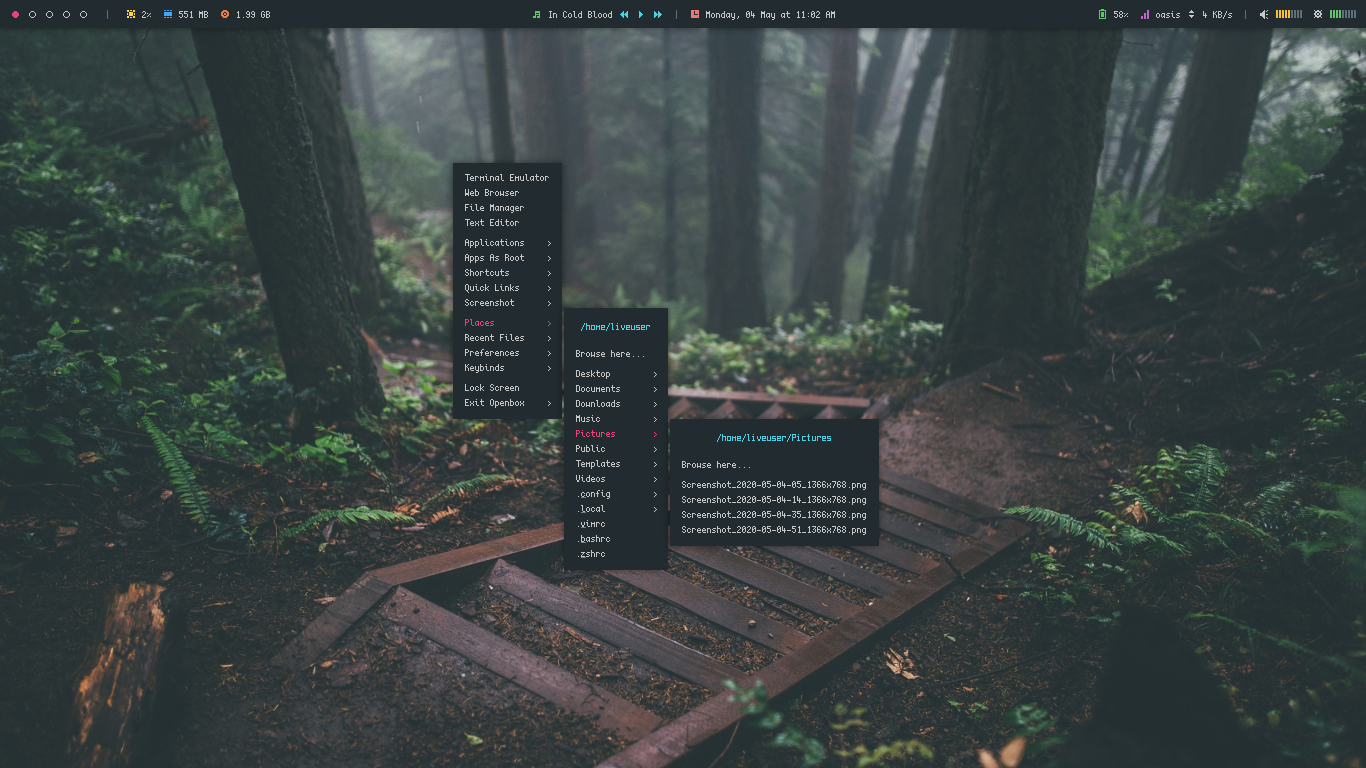 2% 551 MB 1.99 GB In Cold Blood Monday, 04 May at 11:02 AM 58% oasis 4 KB/s
Terminal Emulator
Web Browser
File Manager
Text Editor
Applications
Apps As Root
Shortcuts
Quick Links
Screenshot
Places
Recent Files
Preferences
Keybinds
Lock Screen
Exit Openbox
/home/liveuser
Browse here...
Desktop
Documents
Downloads
Music
Pictures
Public
Templates
Videos
.config
.local
.vimrc
.bashrc
.zshrc
/home/liveuser/Pictures
Browse here...
Screenshot_2020-05-04-05_1366x768.png
Screenshot_2020-05-04-14_1366x768.png
Screenshot_2020-05-04-35_1366x768.png
Screenshot_2020-05-04-51_1366x768.png